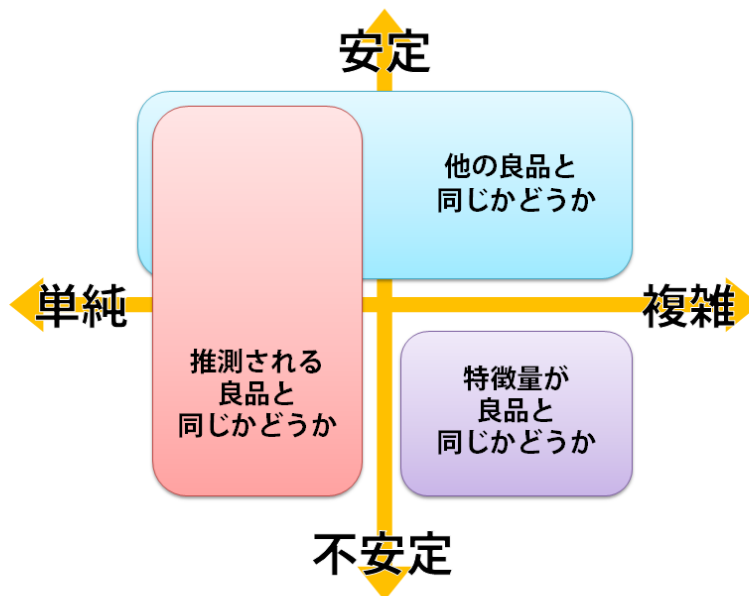 安定
他の良品と
同じかどうか
単純
複雑
推測される
良品と
同じかどうか
特徴量が
良品と
同じかどうか
不安定